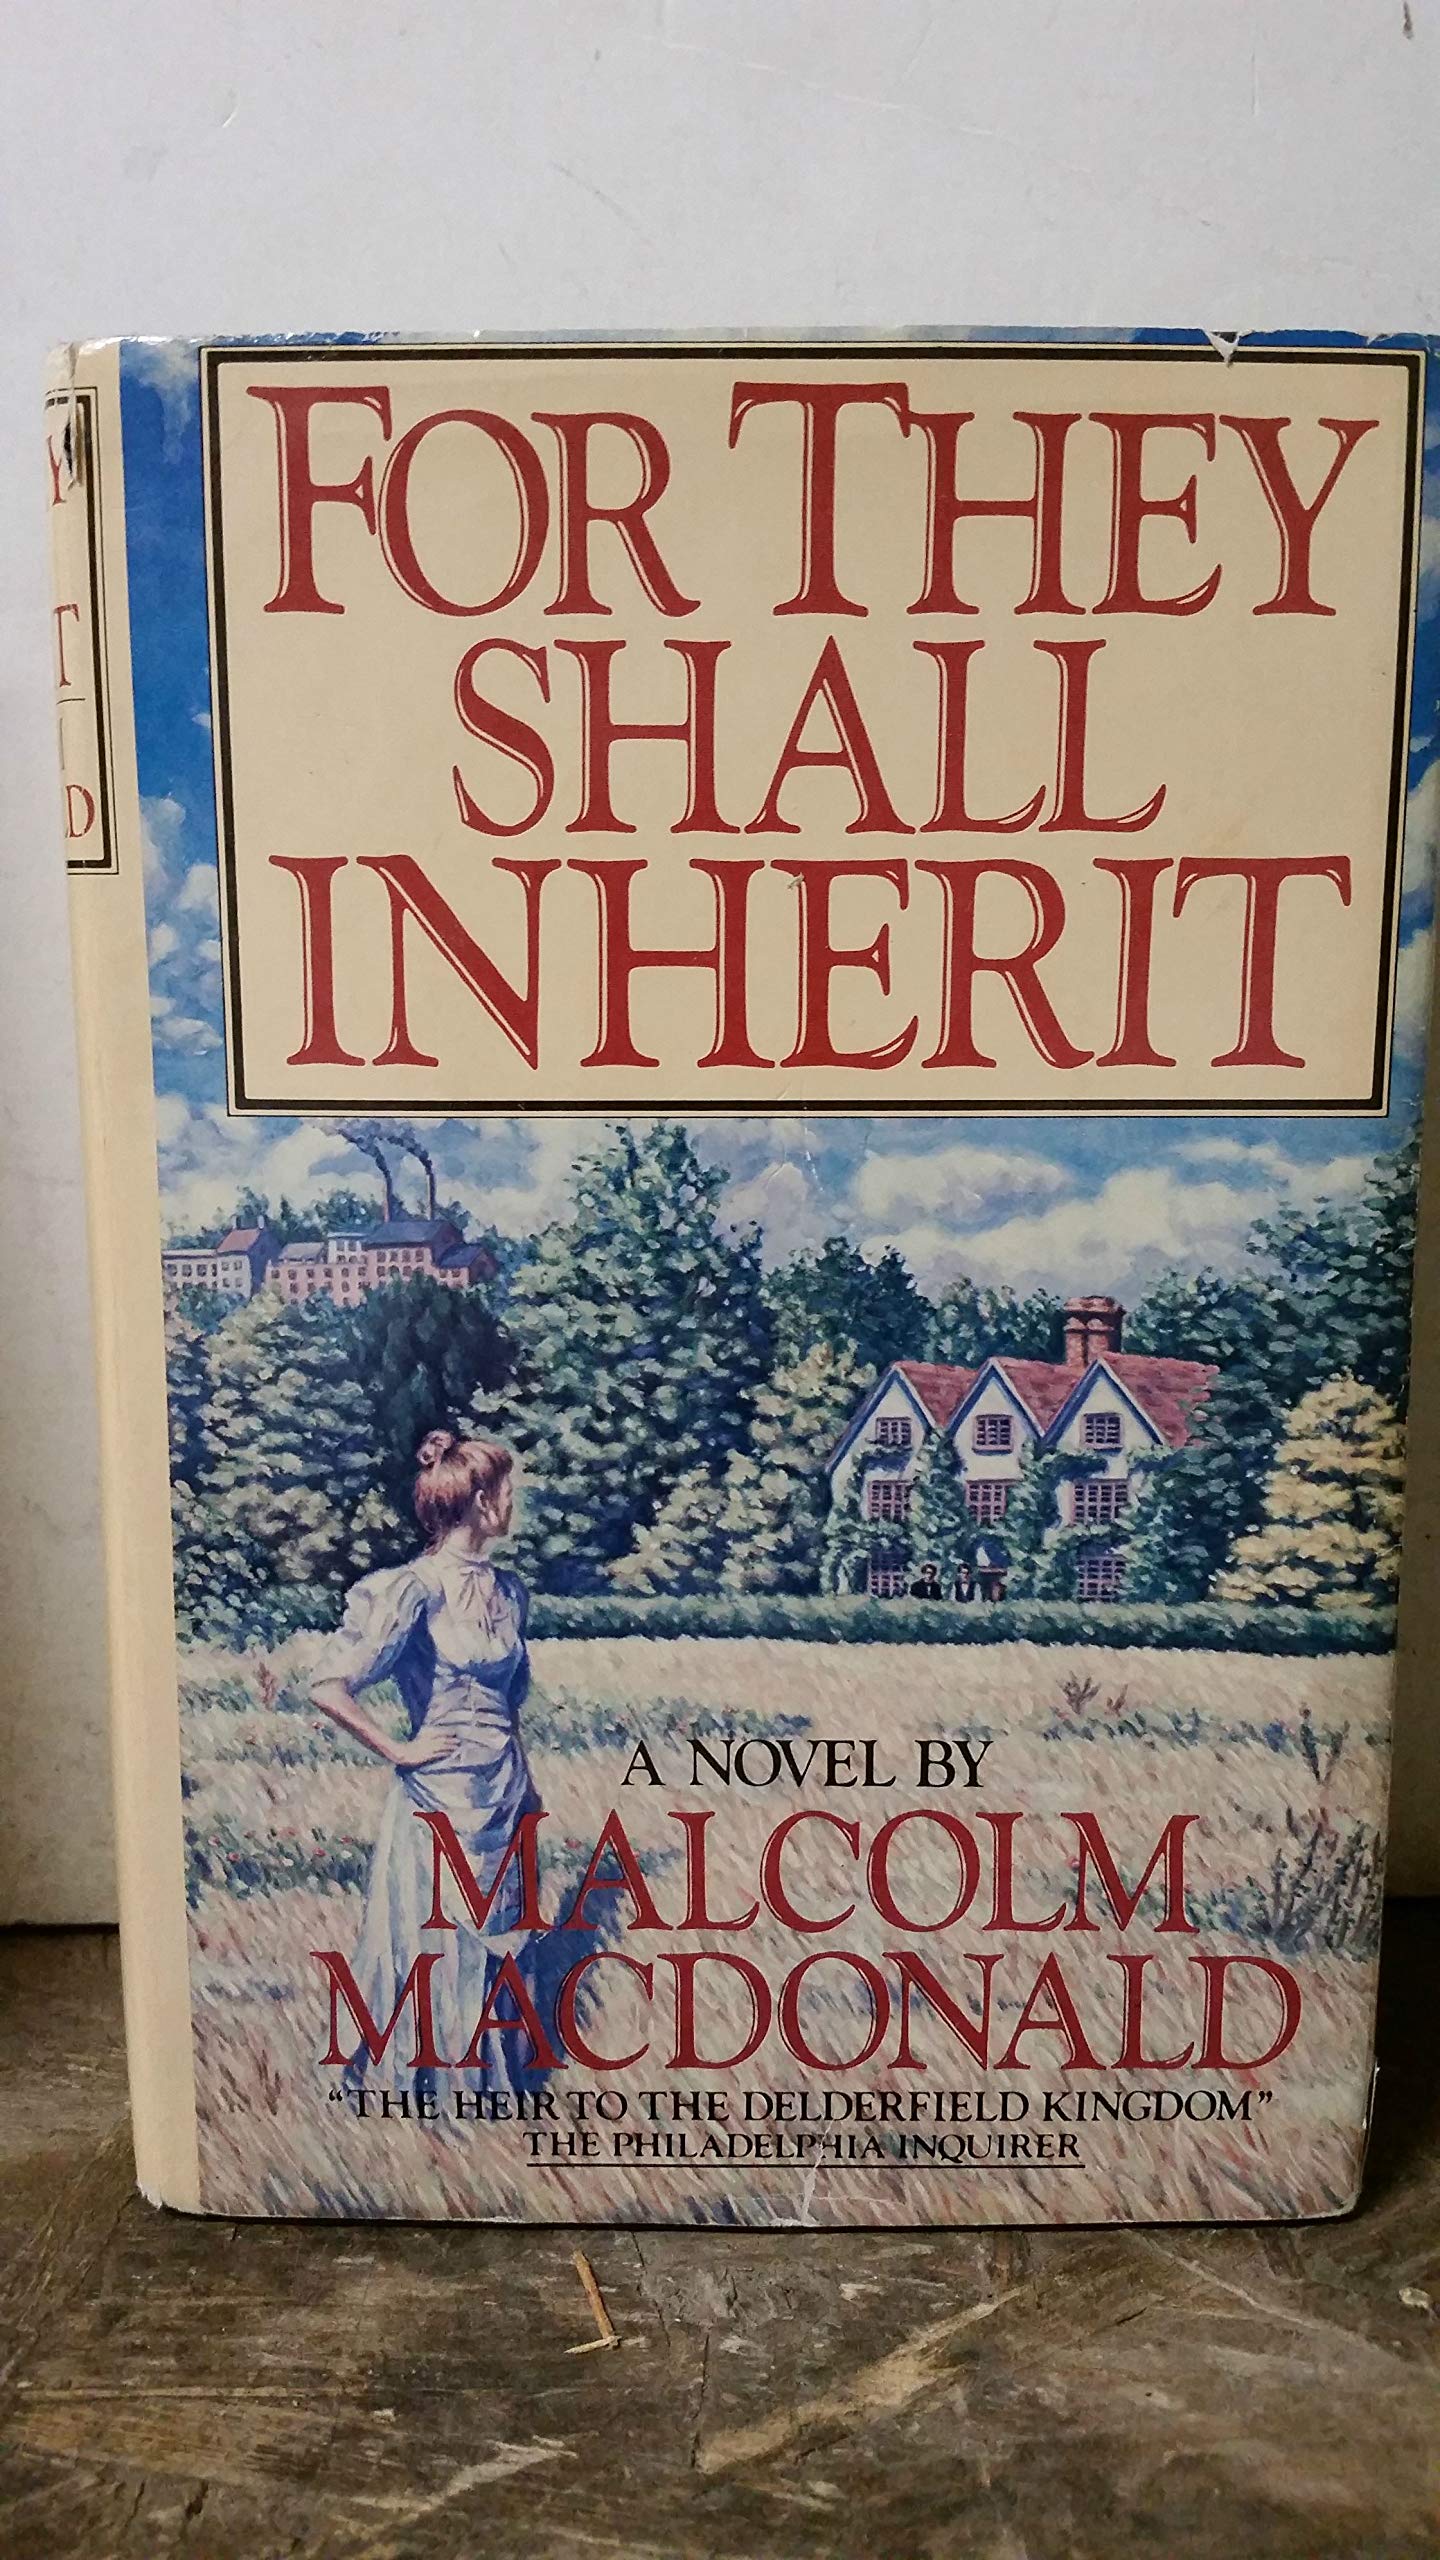 FOR THEY
SHALL
INHERIT
A NOVEL BY
MALCOLM
MACDONALD
“THE HEIR TO THE DELDERFIELD KINGDOM”
THE PHILADELPHIA INQUIRER